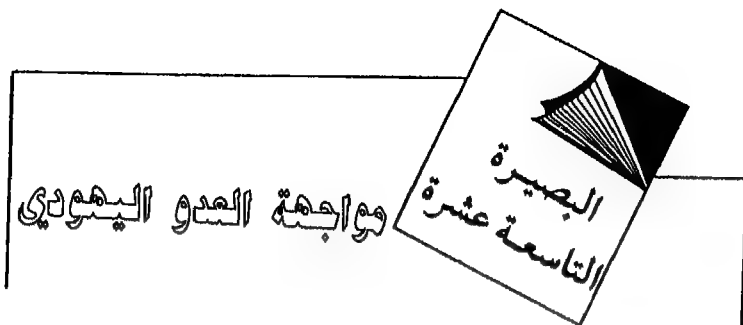 البصيرة
التاسعة عشرة
مواجهة العدو اليهودي